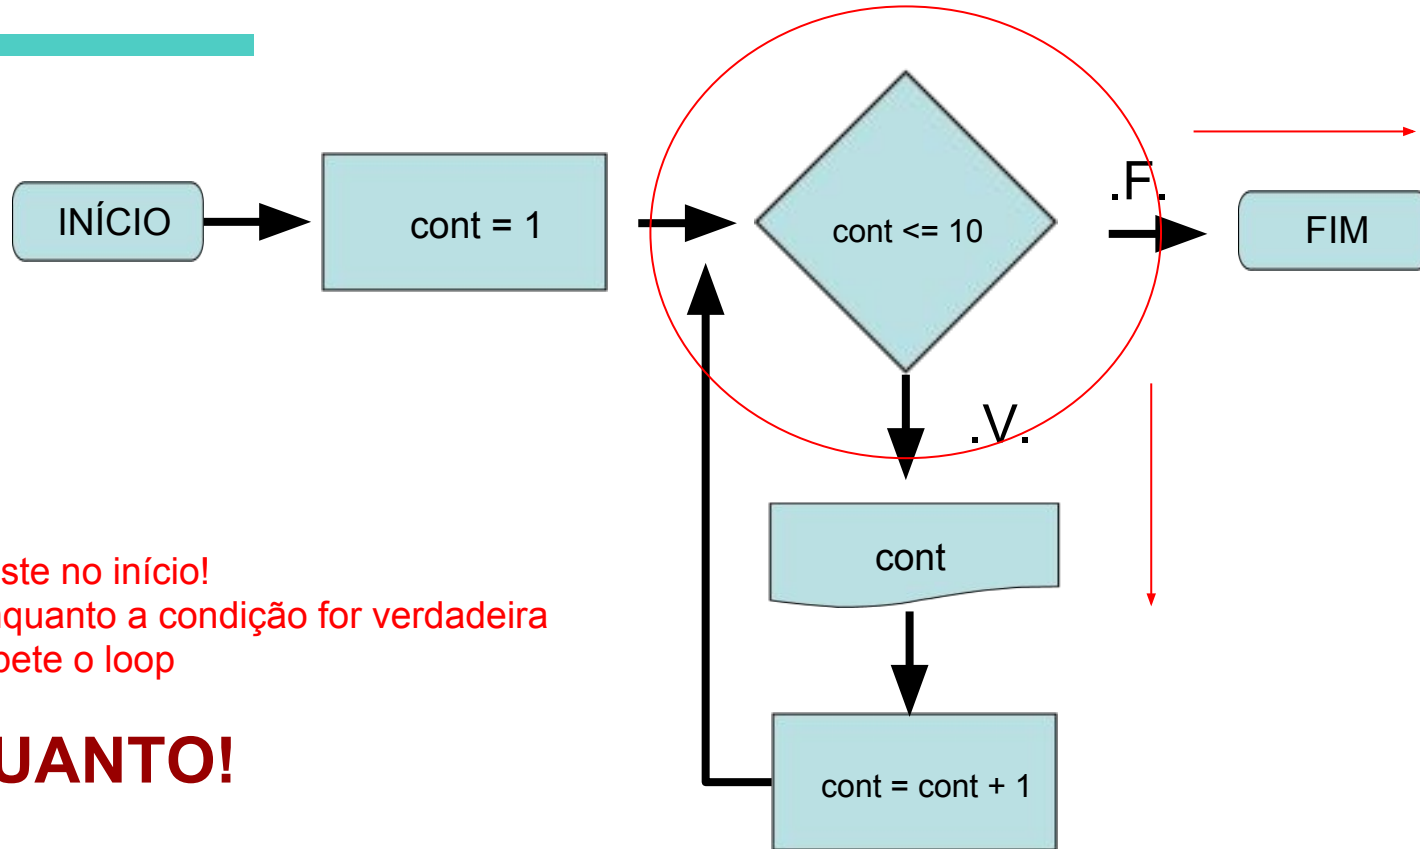 INÍCIO
cont = 1
cont <= 10
.F.
FIM
.V.
cont
cont = cont + 1
ste no início!
quanto a condição for verdadeira
ete o loop
UANTO!